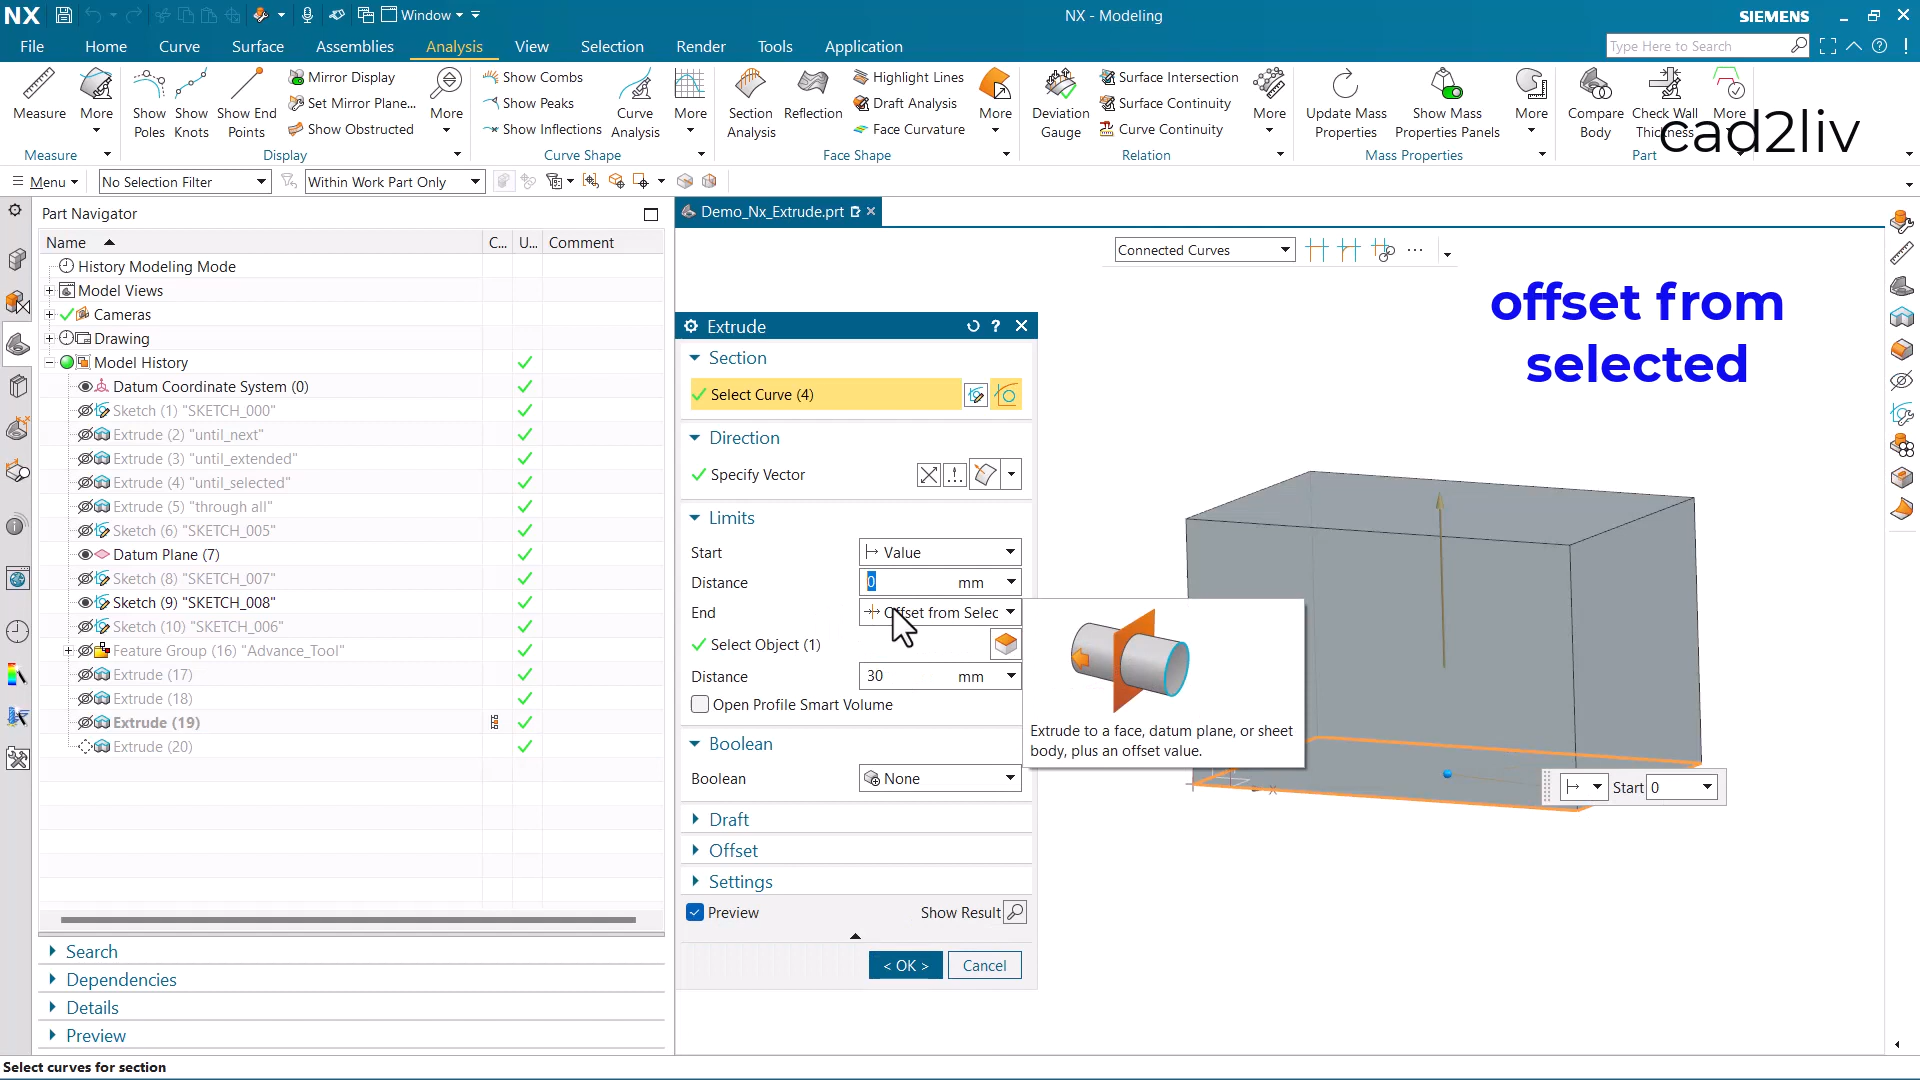 NX Window NX - Modeling SIEMENS
File Home Curve Surface Assemblies Analysis View Selection Render Tools Application Type Here to Search
Measure More Show Poles Show Knots Show End Points Mirror Display Set Mirror Plane... Show Obstructed More
Show Combs Show Peaks Show Inflections Curve Analysis More
Section Analysis Reflection Highlight Lines Draft Analysis Face Curvature More
Deviation Gauge Surface Intersection Surface Continuity Curve Continuity More
Update Mass Properties Show Mass Properties Panels More
Compare Body Check Wall Thickness More
cad2liv
Measure Display Curve Shape Face Shape Relation Mass Properties Part
Menu No Selection Filter Within Work Part Only
Part Navigator
Name C... U... Comment
History Modeling Mode
Model Views
Cameras
Drawing
Model History
Datum Coordinate System (0)
Sketch (1) "SKETCH_000"
Extrude (2) "until_next"
Extrude (3) "until_extended"
Extrude (4) "until_selected"
Extrude (5) "through all"
Sketch (6) "SKETCH_005"
Datum Plane (7)
Sketch (8) "SKETCH_007"
Sketch (9) "SKETCH_008"
Sketch (10) "SKETCH_006"
Feature Group (16) "Advance_Tool"
Extrude (17)
Extrude (18)
Extrude (19)
Extrude (20)
Search
Dependencies
Details
Preview
Demo_Nx_Extrude.prt
Connected Curves
offset from
selected
Extrude
Section
Select Curve (4)
Direction
Specify Vector
Limits
Start Value
Distance 0 mm
End Offset from Selec
Select Object (1)
Distance 30 mm
Open Profile Smart Volume
Boolean
Boolean None
Draft
Offset
Settings
Preview Show Result
< OK > Cancel
Extrude to a face, datum plane, or sheet
body, plus an offset value.
Start 0
X
Select curves for section